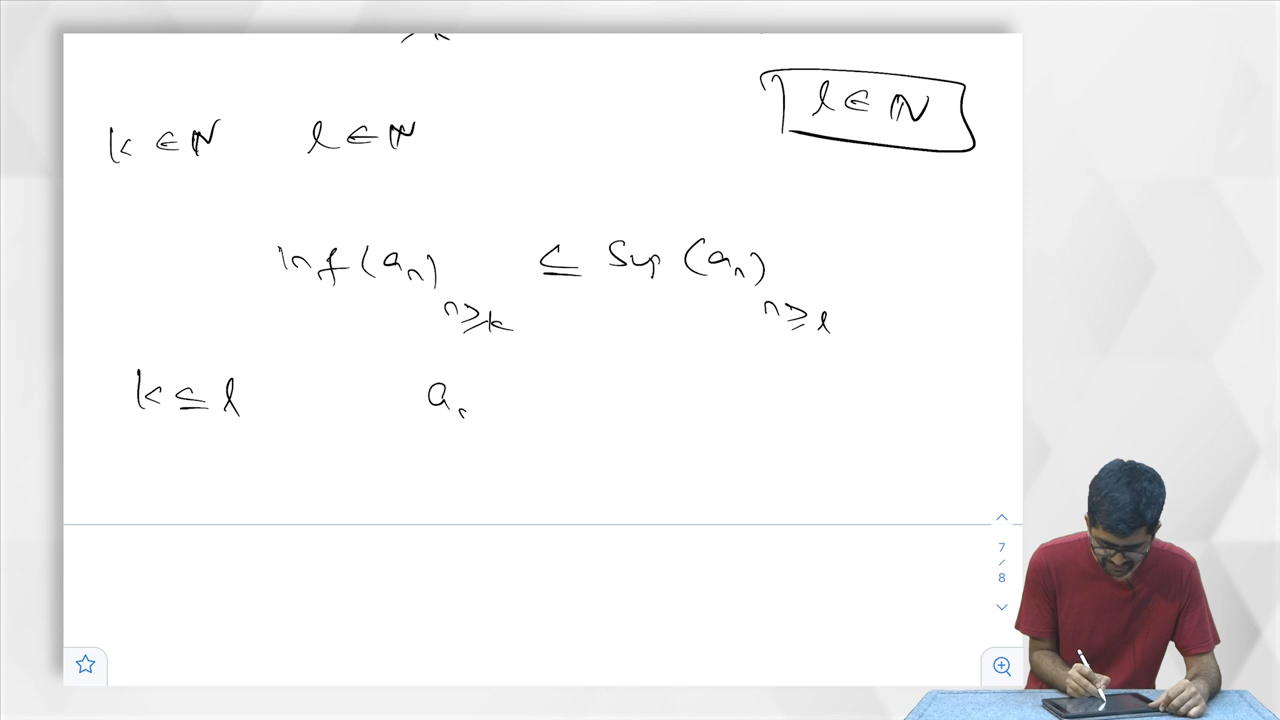 l ∈ ℕ
k ∈ ℕ l ∈ ℕ
inf (aₙ) ≤ Sup (aₙ)
n≥k n≥l
k ≤ l a
7
/
8